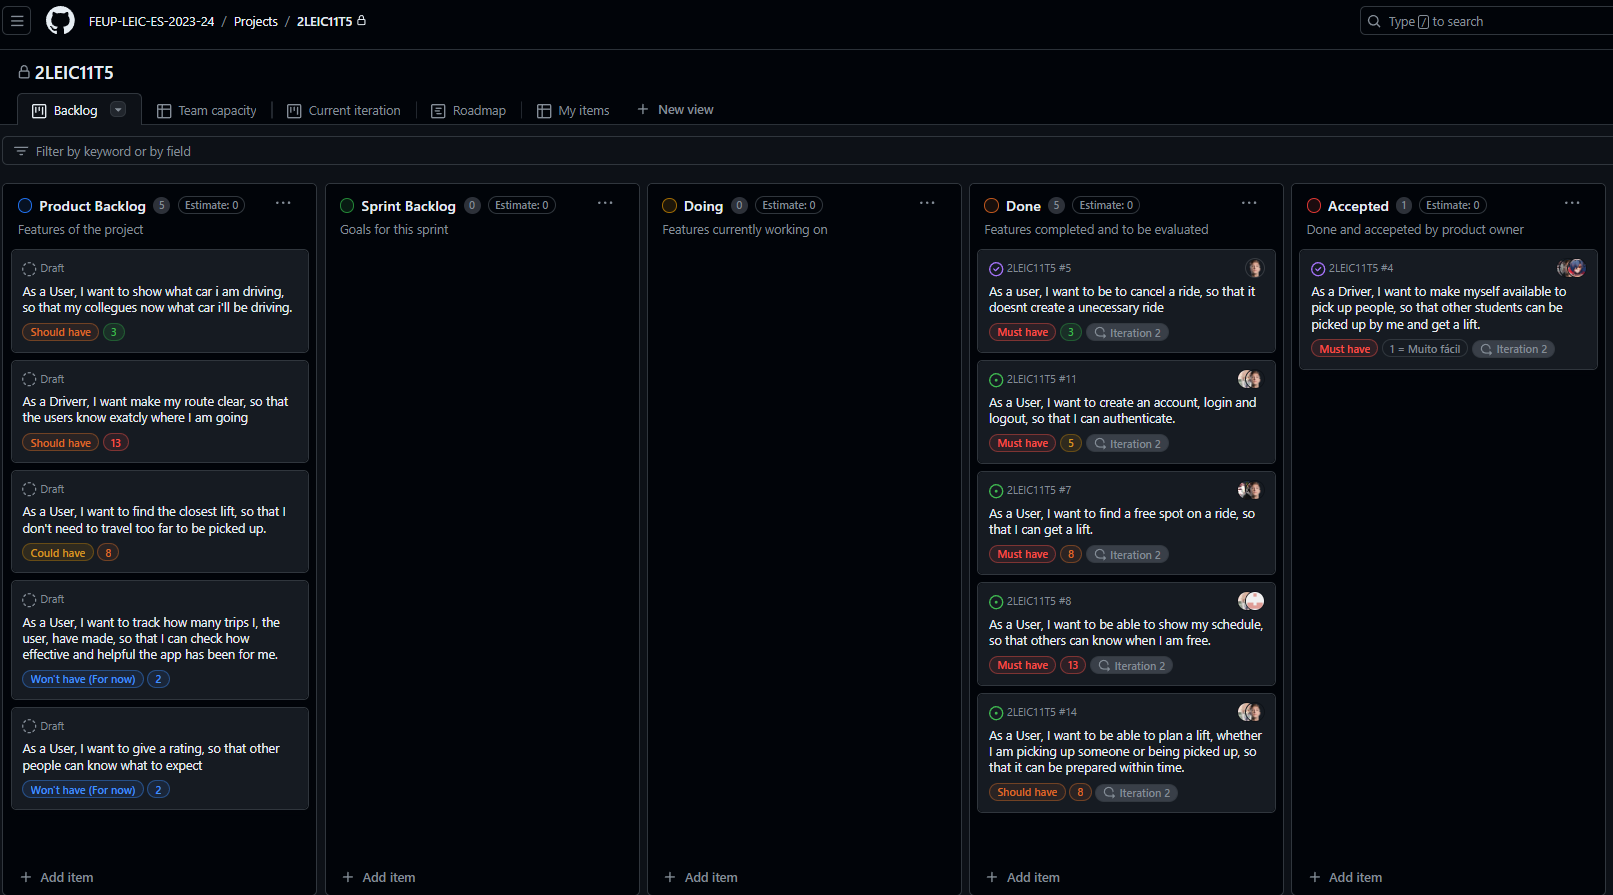 FEUP-LEIC-ES-2023-24 / Projects / 2LEIC11T5
Type / to search
2LEIC11T5
Backlog
Team capacity
Current iteration
Roadmap
My items
New view
Filter by keyword or by field
Product Backlog 5 Estimate: 0
Features of the project
Draft
As a User, I want to show what car i am driving,
so that my collegues now what car i'll be driving.
Should have 3
Draft
As a Driverr, I want make my route clear, so that
the users know exatcly where I am going
Should have 13
Draft
As a User, I want to find the closest lift, so that I
don't need to travel too far to be picked up.
Could have 8
Draft
As a User, I want to track how many trips I, the
user, have made, so that I can check how
effective and helpful the app has been for me.
Won't have (For now) 2
Draft
As a User, I want to give a rating, so that other
people can know what to expect
Won't have (For now) 2
+ Add item
Sprint Backlog 0 Estimate: 0
Goals for this sprint
+ Add item
Doing 0 Estimate: 0
Features currently working on
+ Add item
Done 5 Estimate: 0
Features completed and to be evaluated
2LEIC11T5 #5
As a user, I want to be to cancel a ride, so that it
doesnt create a unecessary ride
Must have 3 Iteration 2
2LEIC11T5 #11
As a User, I want to create an account, login and
logout, so that I can authenticate.
Must have 5 Iteration 2
2LEIC11T5 #7
As a User, I want to find a free spot on a ride, so
that I can get a lift.
Must have 8 Iteration 2
2LEIC11T5 #8
As a User, I want to be able to show my schedule,
so that others can know when I am free.
Must have 13 Iteration 2
2LEIC11T5 #14
As a User, I want to be able to plan a lift, whether
I am picking up someone or being picked up, so
that it can be prepared within time.
Should have 8 Iteration 2
+ Add item
Accepted 1 Estimate: 0
Done and accepeted by product owner
2LEIC11T5 #4
As a Driver, I want to make myself available to
pick up people, so that other students can be
picked up by me and get a lift.
Must have 1 = Muito fácil Iteration 2
+ Add item